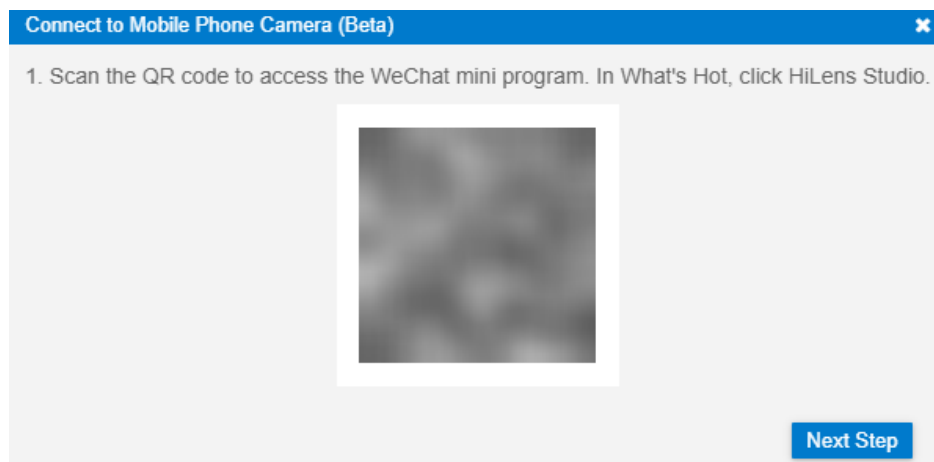 Connect to Mobile Phone Camera (Beta)
1. Scan the QR code to access the WeChat mini program. In What's Hot, click HiLens Studio.
Next Step